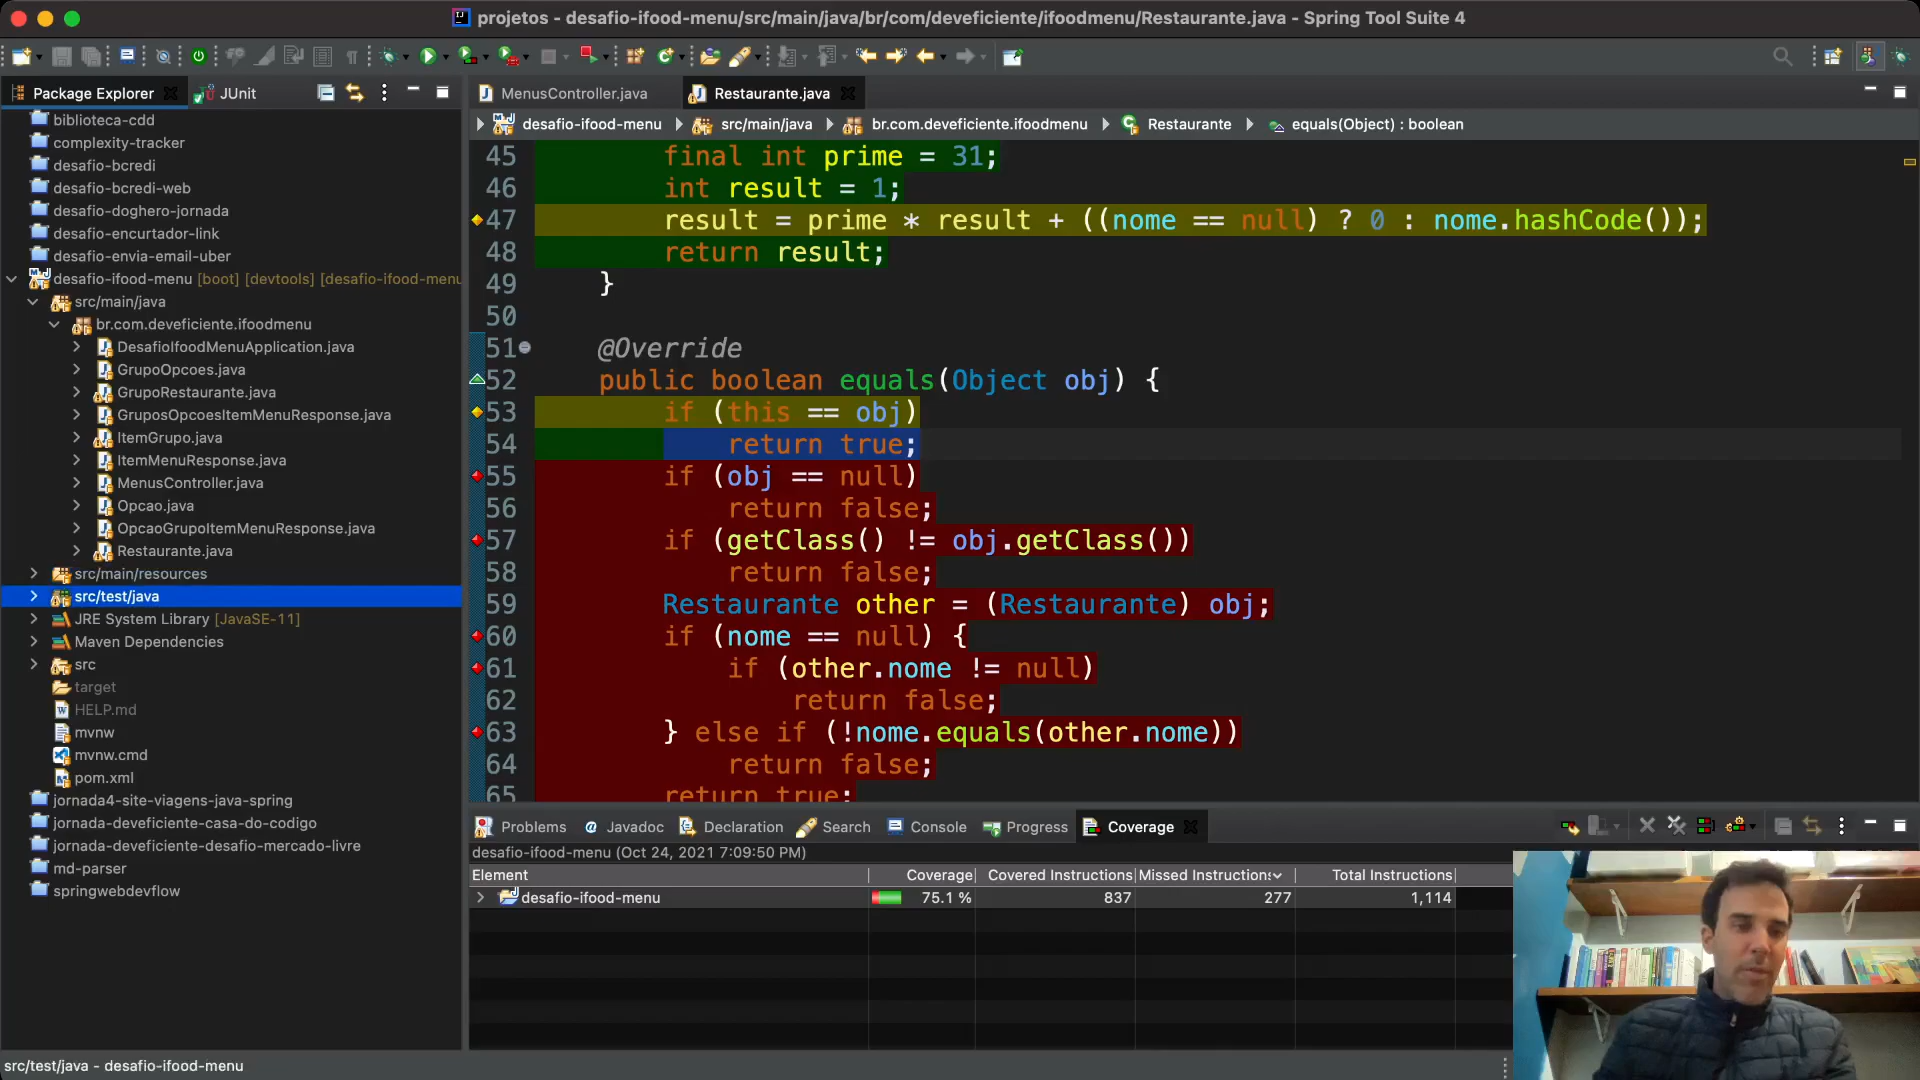 projetos - desafio-ifood-menu/src/main/java/br/com/deveficiente/ifoodmenu/Restaurante.java - Spring Tool Suite 4
Package Explorer
JUnit
biblioteca-cdd
complexity-tracker
desafio-bcredi
desafio-bcredi-web
desafio-doghero-jornada
desafio-encurtador-link
desafio-envia-email-uber
desafio-ifood-menu [boot] [devtools] [desafio-ifood-menu
src/main/java
br.com.deveficiente.ifoodmenu
DesafioIfoodMenuApplication.java
GrupoOpcoes.java
GrupoRestaurante.java
GruposOpcoesItemMenuResponse.java
ItemGrupo.java
ItemMenuResponse.java
MenusController.java
Opcao.java
OpcaoGrupoItemMenuResponse.java
Restaurante.java
src/main/resources
src/test/java
JRE System Library [JavaSE-11]
Maven Dependencies
src
target
HELP.md
mvnw
mvnw.cmd
pom.xml
jornada4-site-viagens-java-spring
jornada-deveficiente-casa-do-codigo
jornada-deveficiente-desafio-mercado-livre
md-parser
springwebdevflow
MenusController.java
Restaurante.java
desafio-ifood-menu
src/main/java
br.com.deveficiente.ifoodmenu
Restaurante
equals(Object) : boolean
45 final int prime = 31;
46 int result = 1;
47 result = prime * result + ((nome == null) ? 0 : nome.hashCode());
48 return result;
49 }
50
51 @Override
52 public boolean equals(Object obj) {
53 if (this == obj)
54 return true;
55 if (obj == null)
56 return false;
57 if (getClass() != obj.getClass())
58 return false;
59 Restaurante other = (Restaurante) obj;
60 if (nome == null) {
61 if (other.nome != null)
62 return false;
63 } else if (!nome.equals(other.nome))
64 return false;
65 return true;
Problems
Javadoc
Declaration
Search
Console
Progress
Coverage
desafio-ifood-menu (Oct 24, 2021 7:09:50 PM)
Element Coverage Covered Instructions Missed Instructions Total Instructions
desafio-ifood-menu 75.1 % 837 277 1,114
src/test/java - desafio-ifood-menu